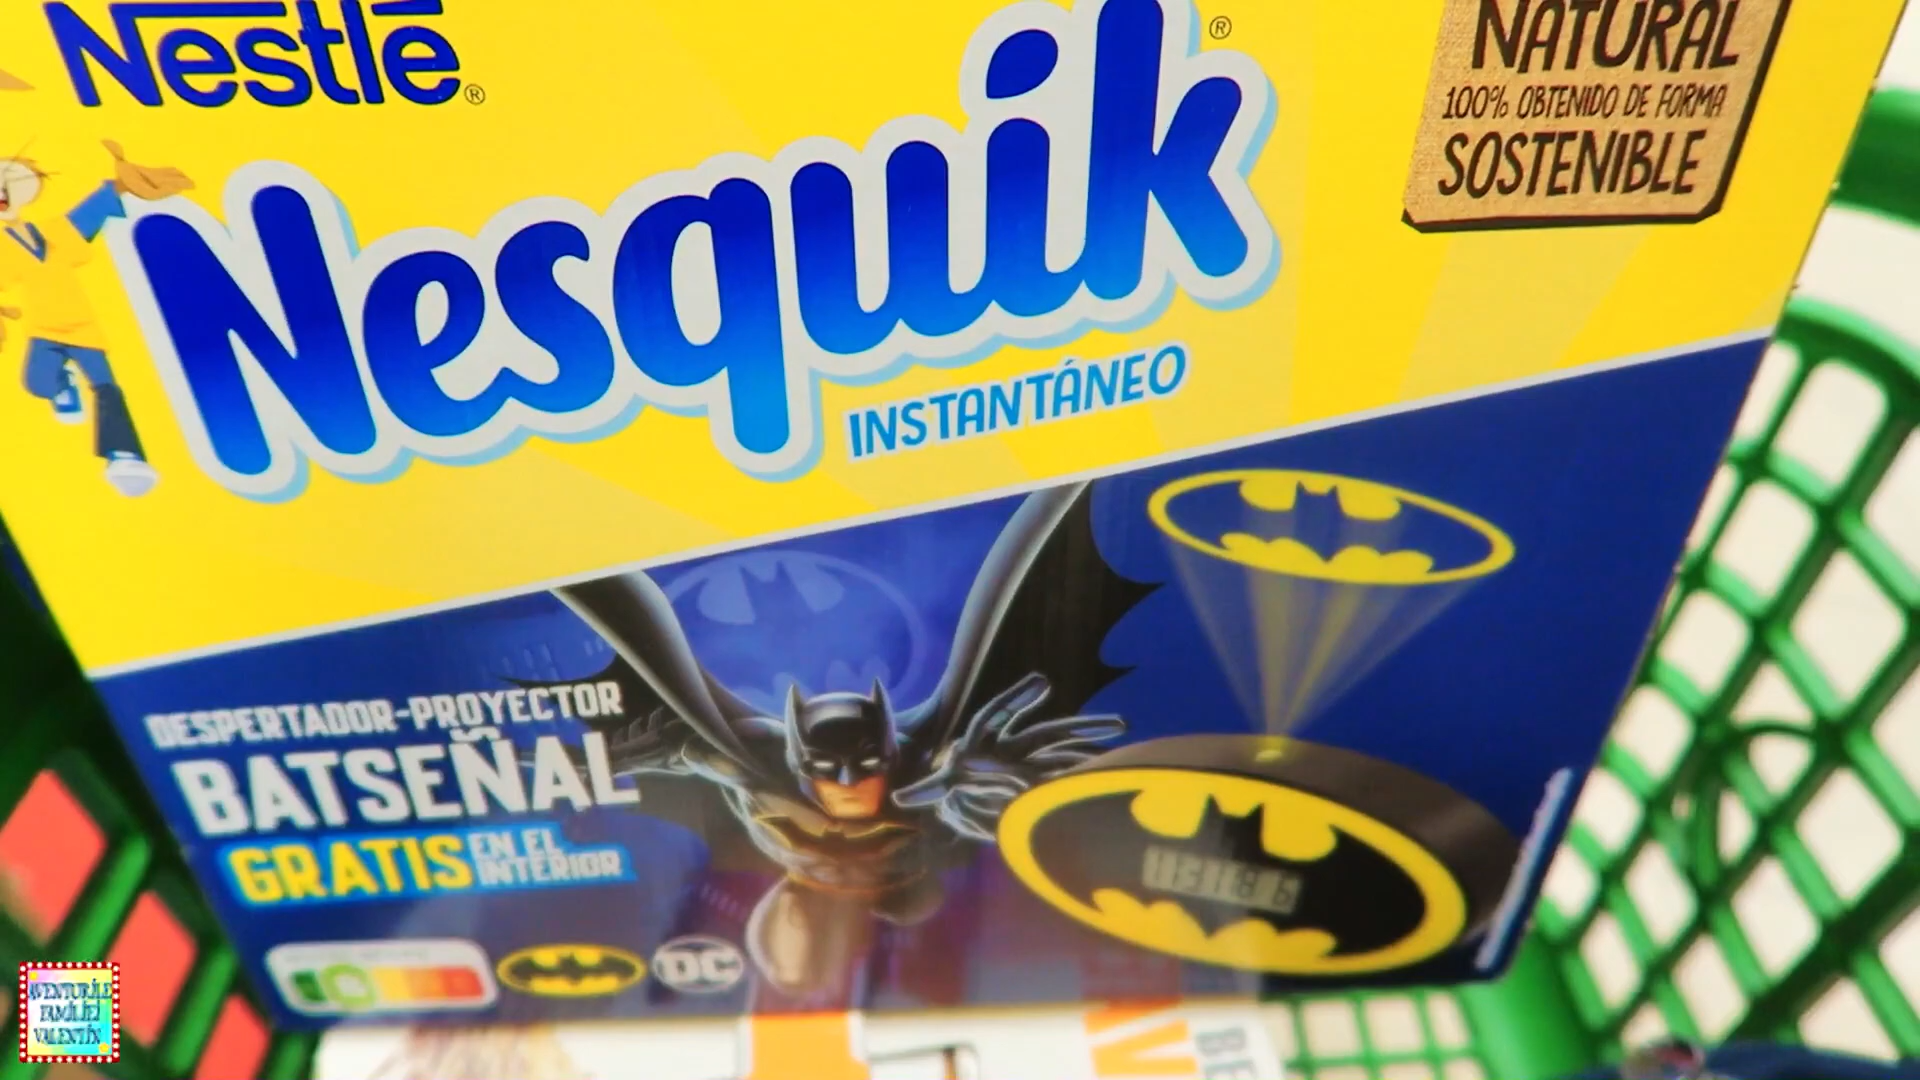 Nestlé®
Nesquik®
INSTANTÁNEO
NATURAL
100% OBTENIDO DE FORMA
SOSTENIBLE
DESPERTADOR-PROYECTOR
BATSEÑAL
GRATIS EN EL
INTERIOR
DC
AVENTURILE
FAMILIEI
VALENTIN